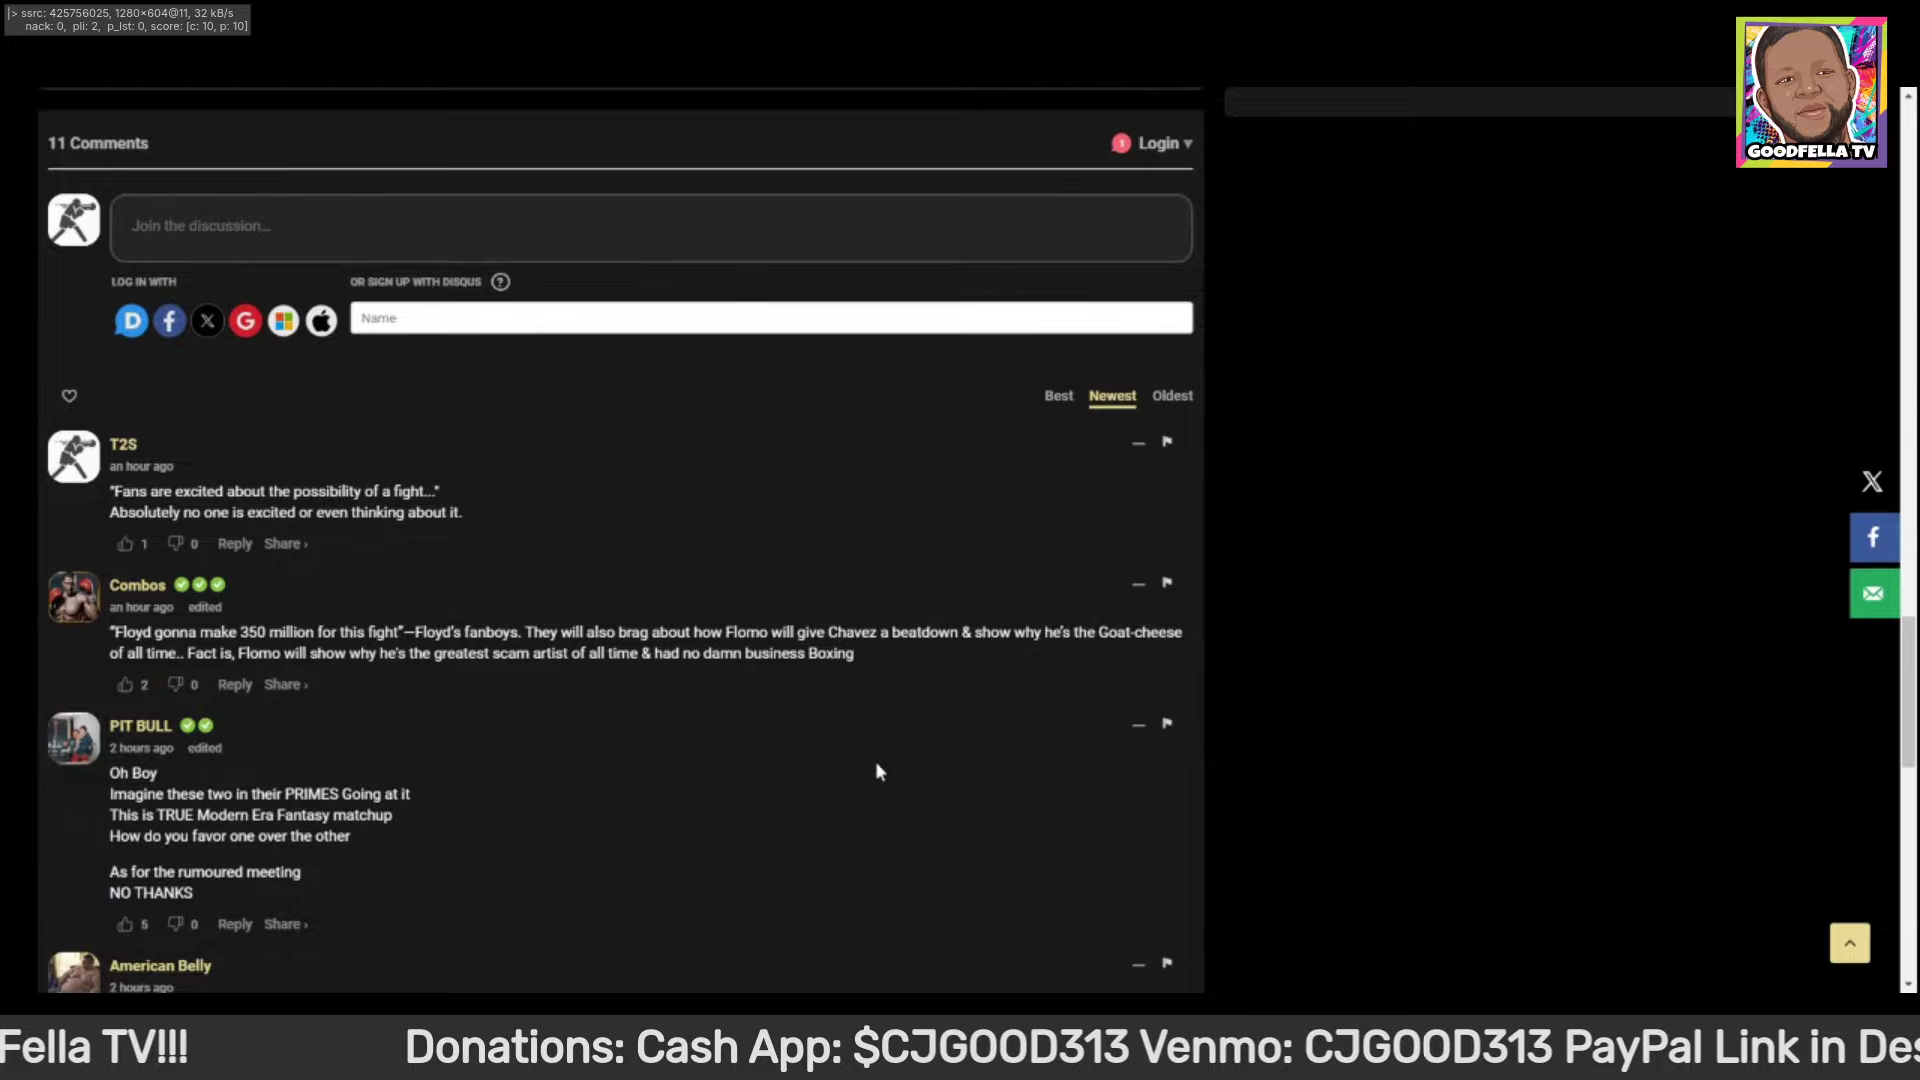 |> ssrc: 425756025, 1280×604@11, 32 kB/s
nack: 0, pli: 2, p_lst: 0, score: [c: 10, p: 10]
GOODFELLA TV
11 Comments
1 Login ▾
Join the discussion...
LOG IN WITH
OR SIGN UP WITH DISQUS ?
Name
Best Newest Oldest
T2S
an hour ago
"Fans are excited about the possibility of a fight..."
Absolutely no one is excited or even thinking about it.
1 0 Reply Share ›
Combos
an hour ago edited
"Floyd gonna make 350 million for this fight"—Floyd's fanboys. They will also brag about how Flomo will give Chavez a beatdown & show why he's the Goat-cheese
of all time.. Fact is, Flomo will show why he's the greatest scam artist of all time & had no damn business Boxing
2 0 Reply Share ›
PIT BULL
2 hours ago edited
Oh Boy
Imagine these two in their PRIMES Going at it
This is TRUE Modern Era Fantasy matchup
How do you favor one over the other
As for the rumoured meeting
NO THANKS
5 0 Reply Share ›
American Belly
2 hours ago
Fella TV!!! Donations: Cash App: $CJGOOD313 Venmo: CJGOOD313 PayPal Link in Des